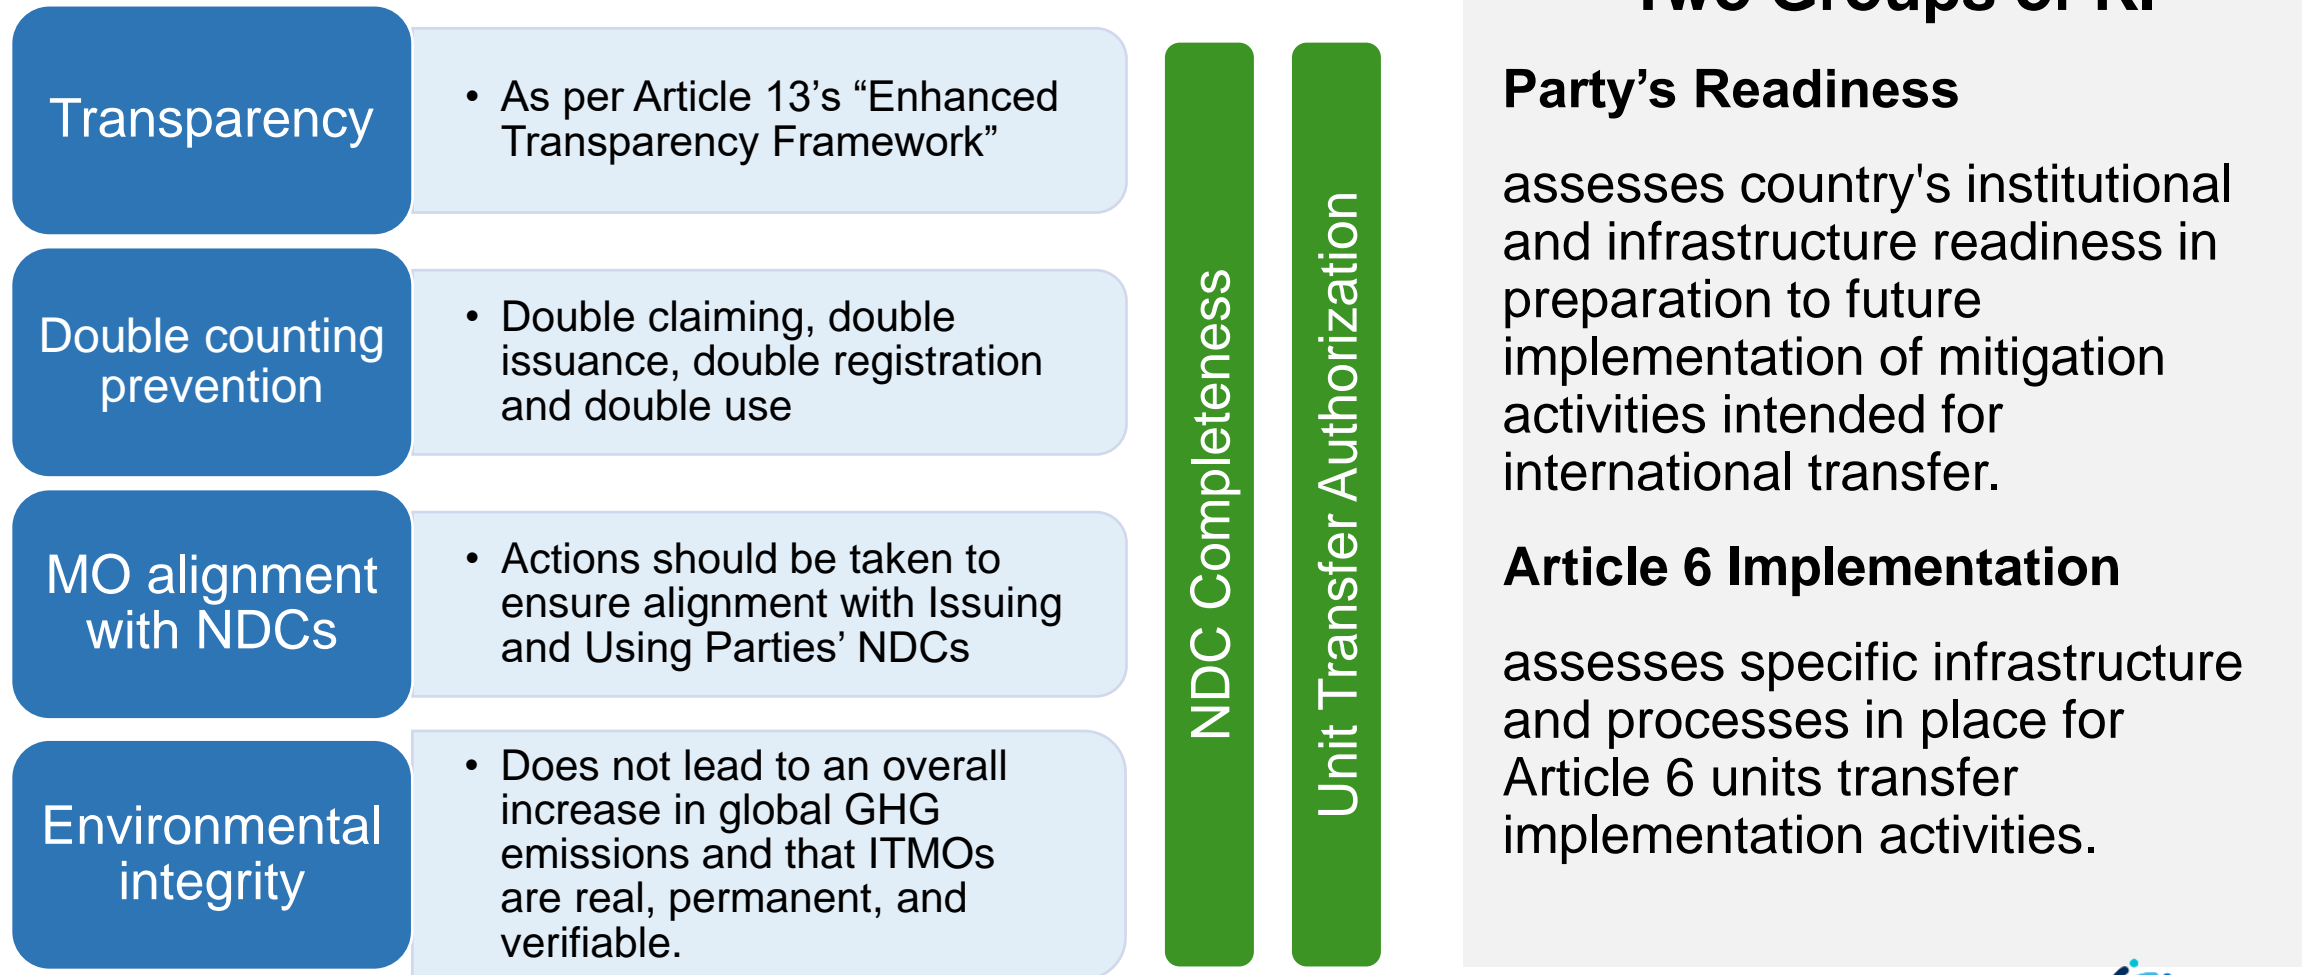 Transparency
• As per Article 13’s “Enhanced
Transparency Framework”
Double counting
prevention
• Double claiming, double
issuance, double registration
and double use
MO alignment
with NDCs
• Actions should be taken to
ensure alignment with Issuing
and Using Parties’ NDCs
Environmental
integrity
• Does not lead to an overall
increase in global GHG
emissions and that ITMOs
are real, permanent, and
verifiable.
NDC Completeness
Unit Transfer Authorization
Two Groups of
Party’s Readiness
assesses country's institutional
and infrastructure readiness in
preparation to future
implementation of mitigation
activities intended for
international transfer.
Article 6 Implementation
assesses specific infrastructure
and processes in place for
Article 6 units transfer
implementation activities.